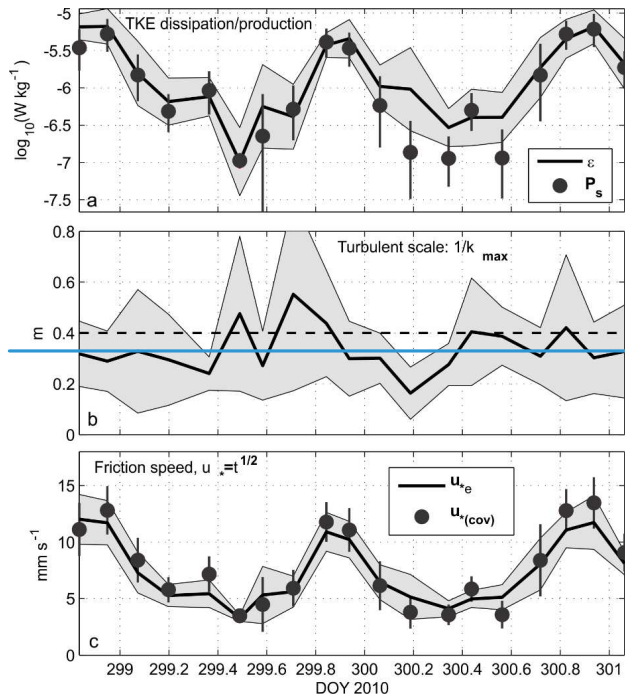 TKE dissipation/production
-5
-5.5
-6
-6.5
-7
-7.5
log10(W kg-1)
ε
Ps
a
Turbulent scale: 1/k max
0.8
0.6
0.4
0.2
0
m
b
Friction speed, u *=t1/2
15
10
5
0
mm s-1
u*e
u*(cov)
c
299 299.2 299.4 299.6 299.8 300 300.2 300.4 300.6 300.8 301
DOY 2010